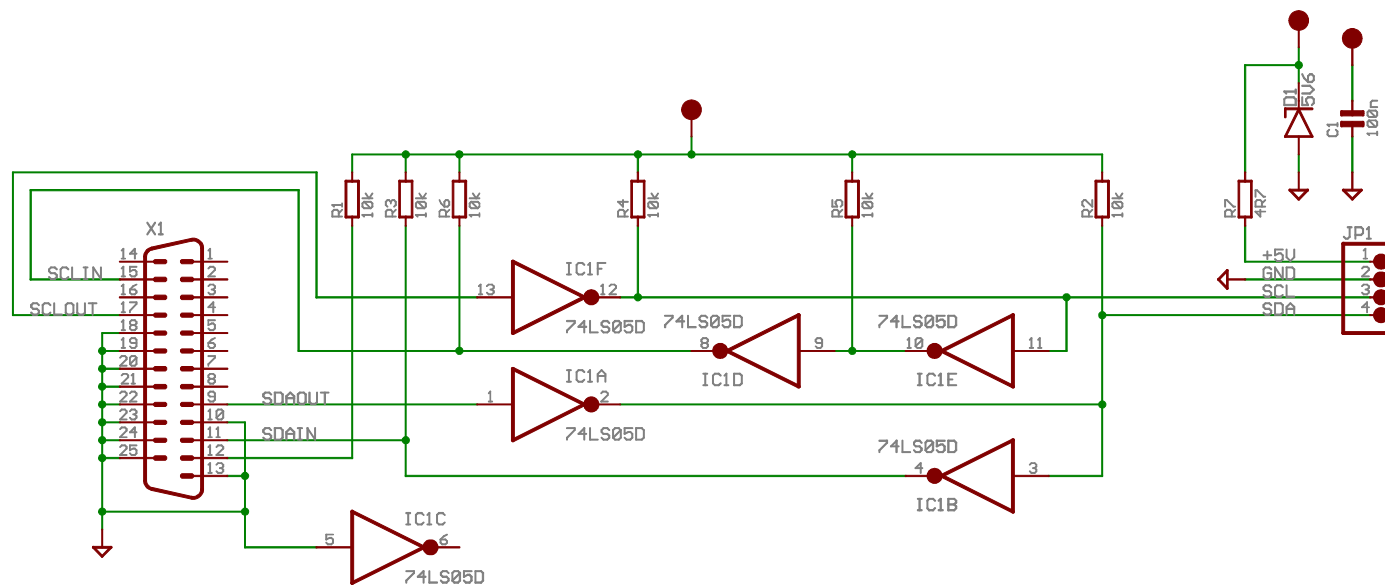 D1
5V6
C1
100n
R1
10k
R3
10k
R6
10k
R4
10k
R5
10k
R2
10k
R7
4R7
X1
JP1
14
1
SCLIN
15
2
16
3
SCLOUT
17
4
18
5
19
6
20
7
21
8
22
9
SDAOUT
23
10
24
11
SDAIN
25
12
13
IC1F
13
12
74LS05D
74LS05D
8
9
IC1D
74LS05D
10
11
IC1E
+5V
1
GND
2
SCL
3
SDA
4
IC1A
1
2
74LS05D
74LS05D
4
3
IC1B
IC1C
5
6
74LS05D